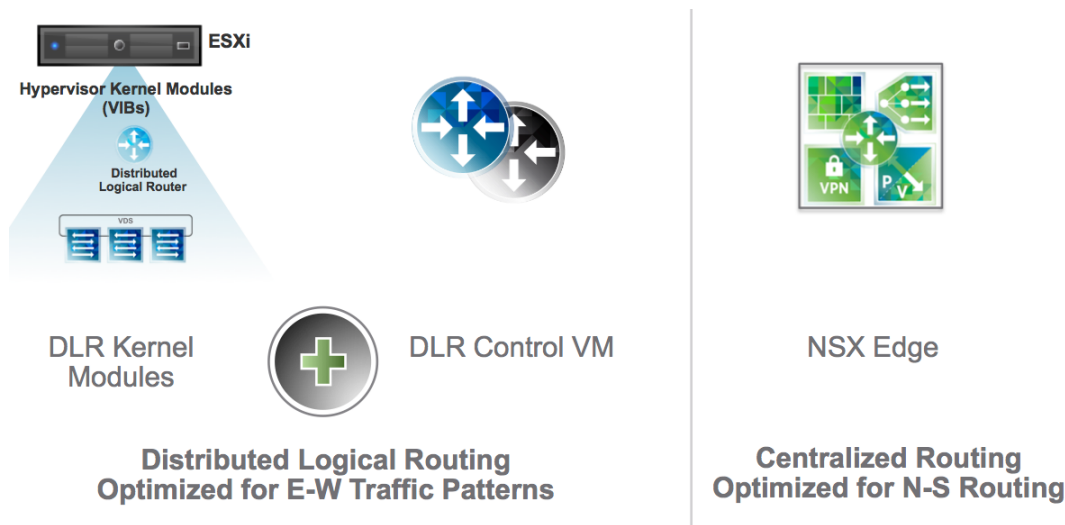 ESXi
Hypervisor Kernel Modules
(VIBs)
Distributed
Logical Router
VDS
VPN
P
V
DLR Kernel
Modules
DLR Control VM
NSX Edge
Distributed Logical Routing
Optimized for E-W Traffic Patterns
Centralized Routing
Optimized for N-S Routing